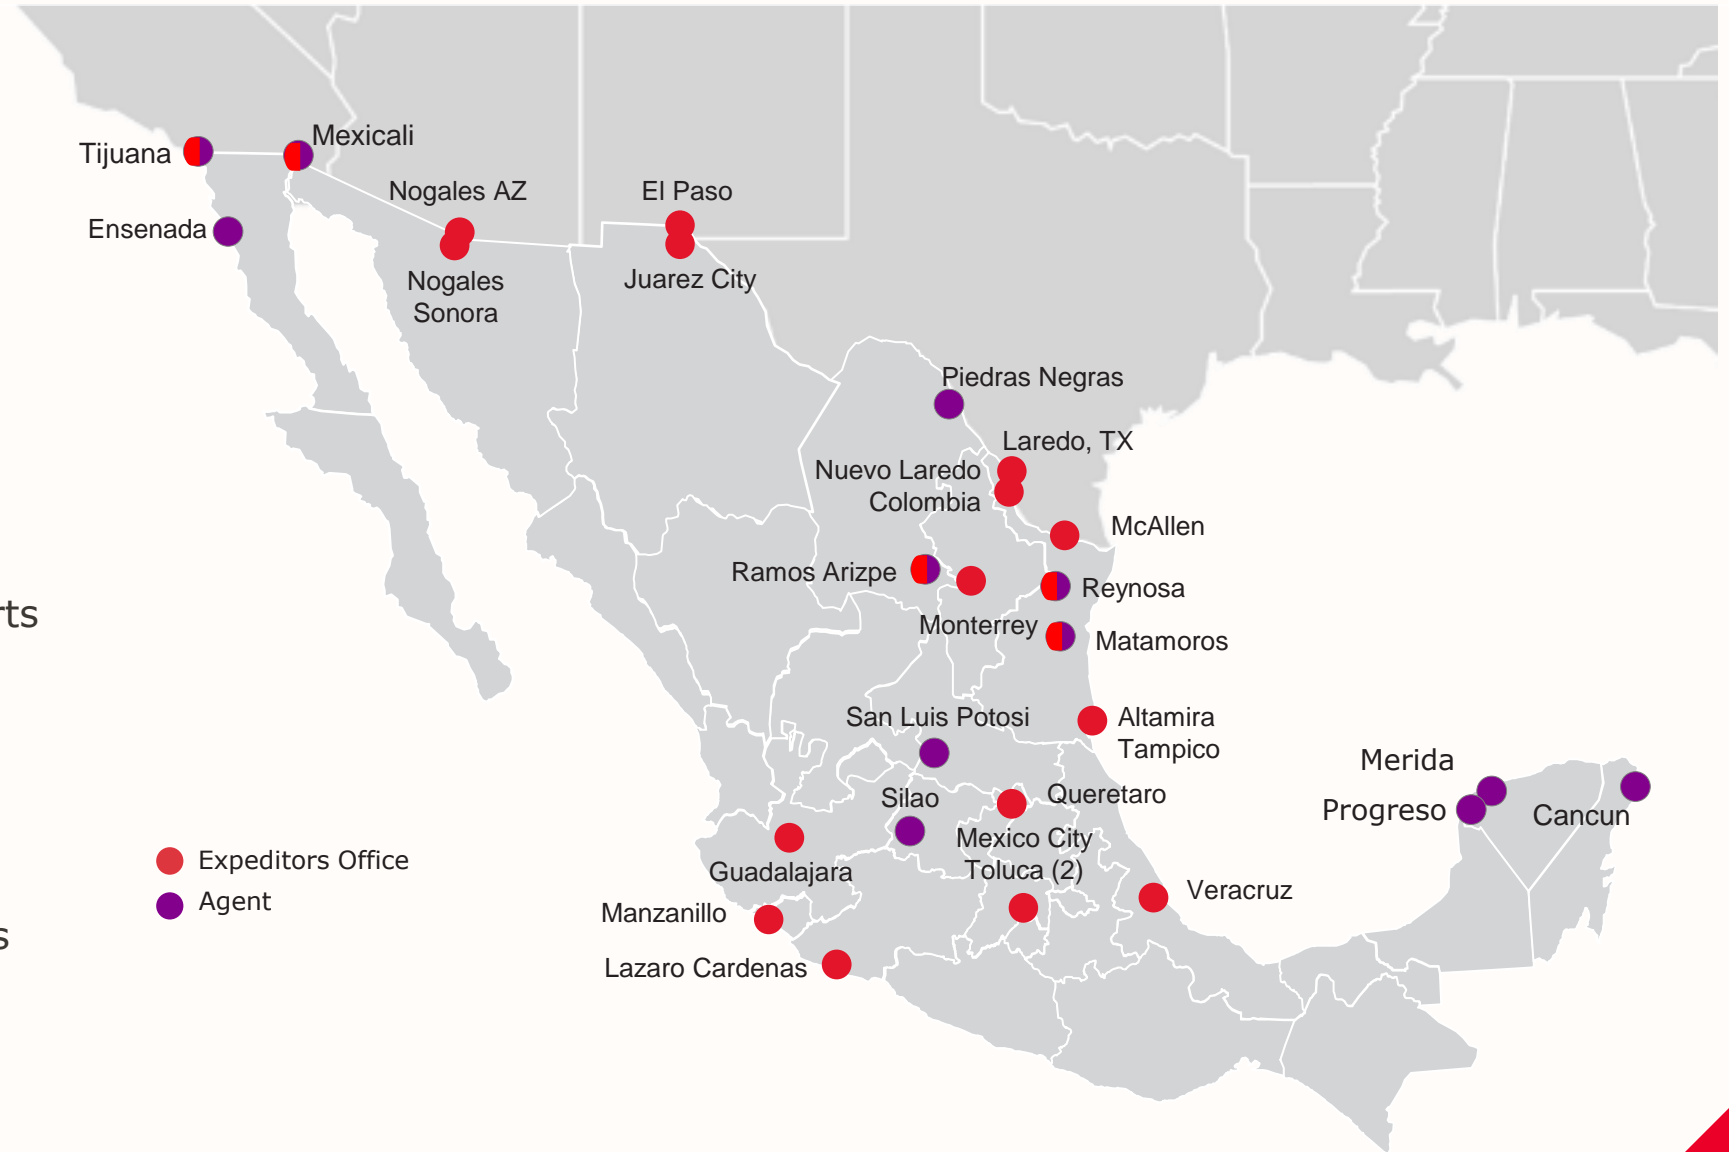 Mexicali
Tijuana
Nogales AZ
El Paso
Ensenada
Nogales
Sonora
Juarez City
Piedras Negras
Laredo, TX
Nuevo Laredo
Colombia
McAllen
Ramos Arizpe
Reynosa
rts
Monterrey
Matamoros
San Luis Potosi
Altamira
Tampico
Merida
Silao
Queretaro
Progreso
Cancun
Mexico City
Toluca (2)
Expeditors Office
Guadalajara
Agent
Veracruz
Manzanillo
s
Lazaro Cardenas